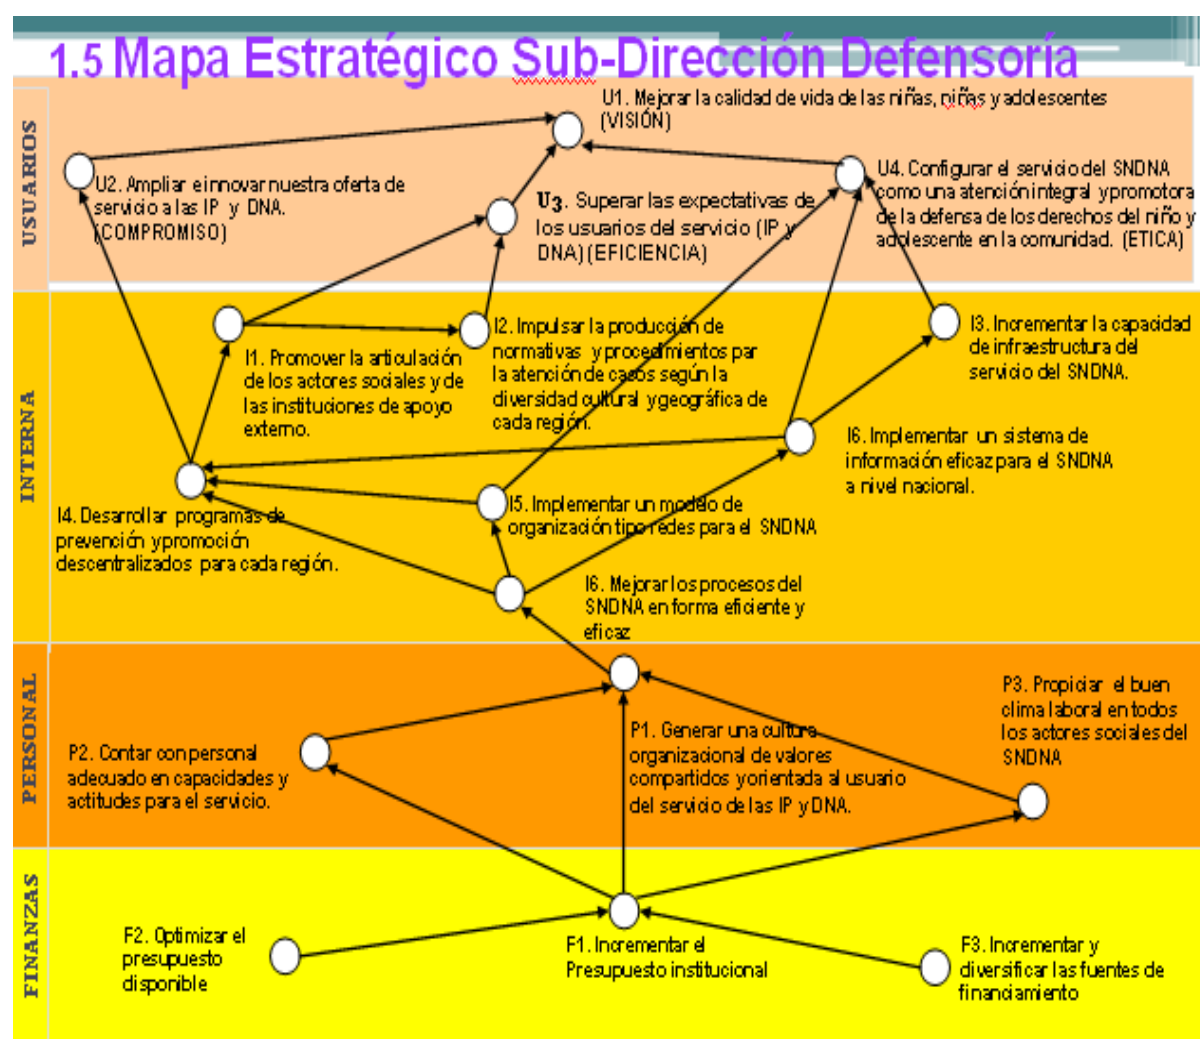 1.5 Mapa Estratégico Sub-Dirección Defensoría
USUARIOS
U1. Mejorar la calidad de vida de las niñas, niñas y adolescentes
(VISIÓN)
U2. Ampliar e innovar nuestra oferta de
servicio a las IP y DNA.
(COMPROMISO)
U3. Superar las expectativas de
los usuarios del servicio (IP y
DNA) (EFICIENCIA)
U4. Configurar el servicio del SNDNA
como una atención integral y promotora
de la defensa de los derechos del niño y
adolescente en la comunidad. (ETICA)
INTERNA
I1. Promover la articulación
de los actores sociales y de
las instituciones de apoyo
externo.
I2. Impulsar la producción de
normativas y procedimientos par
la atención de casos según la
diversidad cultural y geográfica de
cada región.
I3. Incrementar la capacidad
de infraestructura del
servicio del SNDNA.
I6. Implementar un sistema de
información eficaz para el SNDNA
a nivel nacional.
I4. Desarrollar programas de
prevención y promoción
descentralizados para cada región.
I5. Implementar un modelo de
organización tipo redes para el SNDNA
I6. Mejorar los procesos del
SNDNA en forma eficiente y
eficaz
PERSONAL
P2. Contar con personal
adecuado en capacidades y
actitudes para el servicio.
P1. Generar una cultura
organizacional de valores
compartidos y orientada al usuario
del servicio de las IP y DNA.
P3. Propiciar el buen
clima laboral en todos
los actores sociales del
SNDNA
FINANZAS
F2. Optimizar el
presupuesto
disponible
F1. Incrementar el
Presupuesto institucional
F3. Incrementar y
diversificar las fuentes de
financiamiento